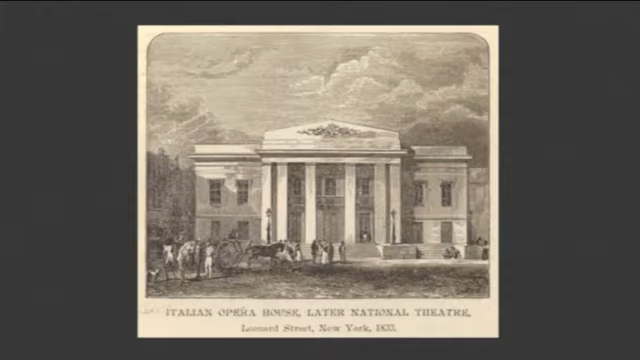 ITALIAN OPERA HOUSE, LATER NATIONAL THEATRE,
Leonard Street, New York, 1833.